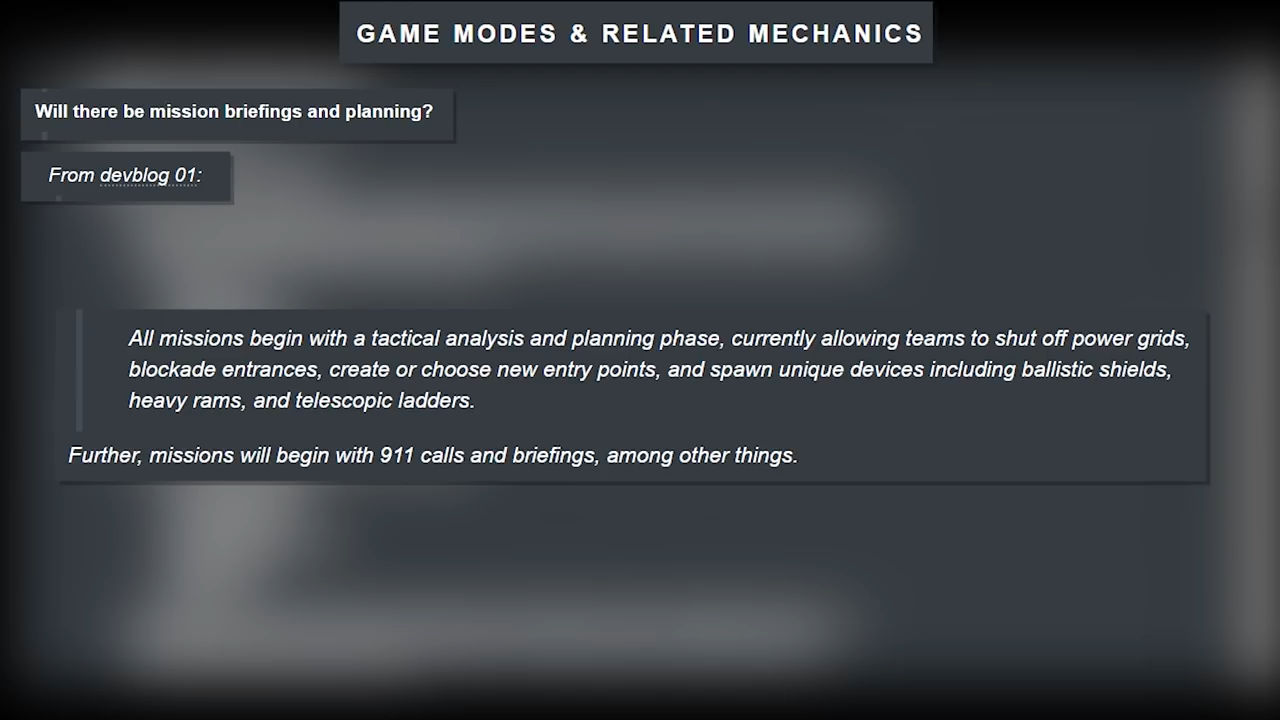 GAME MODES & RELATED MECHANICS
Will there be mission briefings and planning?
From devblog 01:
All missions begin with a tactical analysis and planning phase, currently allowing teams to shut off power grids,
blockade entrances, create or choose new entry points, and spawn unique devices including ballistic shields,
heavy rams, and telescopic ladders.
Further, missions will begin with 911 calls and briefings, among other things.